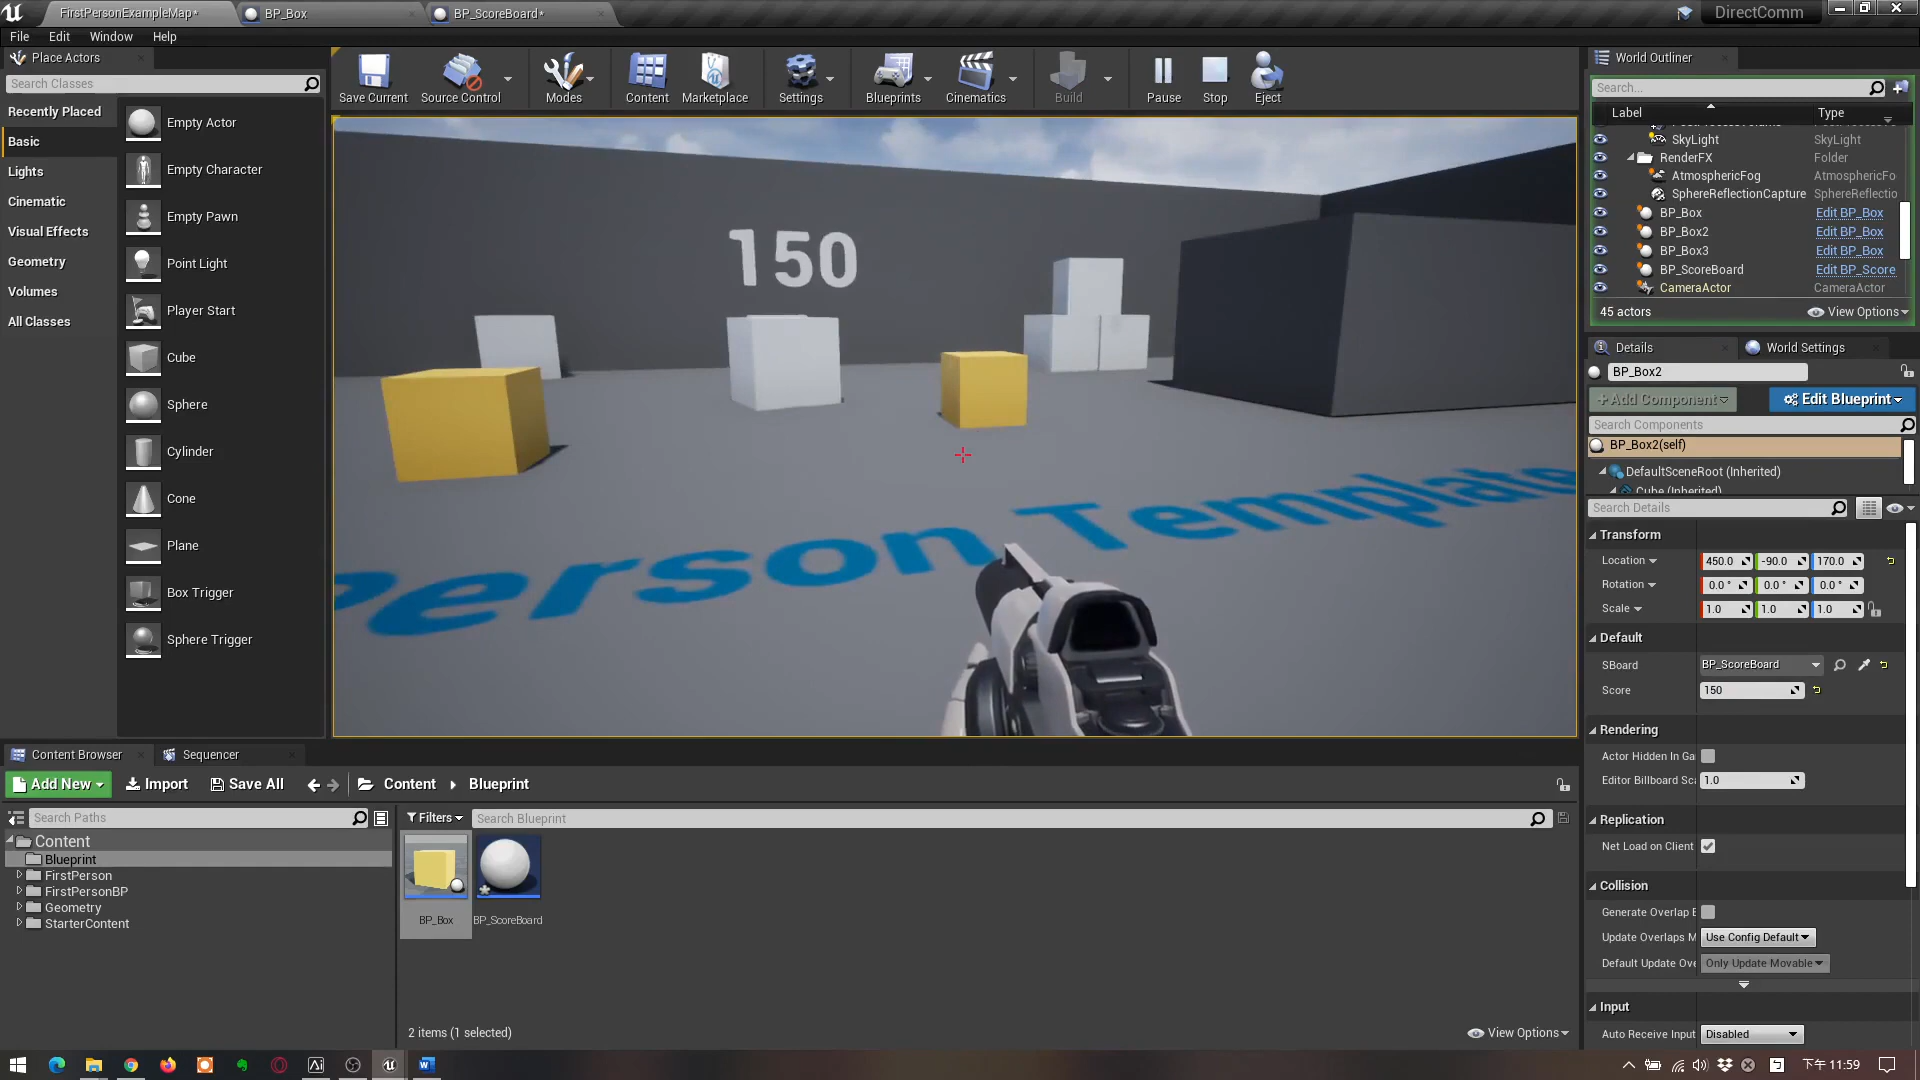 FirstPersonExampleMap*
BP_Box
BP_ScoreBoard*
DirectComm
File
Edit
Window
Help
Place Actors
Search Classes
Recently Placed
Basic
Lights
Cinematic
Visual Effects
Geometry
Volumes
All Classes
Empty Actor
Empty Character
Empty Pawn
Point Light
Player Start
Cube
Sphere
Cylinder
Cone
Plane
Box Trigger
Sphere Trigger
Save Current
Source Control
Modes
Content
Marketplace
Settings
Blueprints
Cinematics
Build
Pause
Stop
Eject
150
Person Template
World Outliner
Search...
Label
Type
SkyLight
SkyLight
RenderFX
Folder
AtmosphericFog
AtmosphericFo
SphereReflectionCapture
SphereReflectio
BP_Box
Edit BP_Box
BP_Box2
Edit BP_Box
BP_Box3
Edit BP_Box
BP_ScoreBoard
Edit BP_Score
CameraActor
CameraActor
45 actors
View Options
Details
World Settings
BP_Box2
+Add Component
Edit Blueprint
Search Components
BP_Box2(self)
DefaultSceneRoot (Inherited)
Cube (Inherited)
Search Details
Transform
Location
450.0
-90.0
170.0
Rotation
0.0 °
0.0 °
0.0 °
Scale
1.0
1.0
1.0
Default
SBoard
BP_ScoreBoard
Score
150
Rendering
Actor Hidden In Ga
Editor Billboard Sca
1.0
Replication
Net Load on Client
Collision
Generate Overlap E
Update Overlaps M
Use Config Default
Default Update Ove
Only Update Movable
Input
Auto Receive Input
Disabled
Content Browser
Sequencer
Add New
Import
Save All
Content
Blueprint
Search Paths
Content
Blueprint
FirstPerson
FirstPersonBP
Geometry
StarterContent
Filters
Search Blueprint
BP_Box
BP_ScoreBoard
2 items (1 selected)
View Options
下午 11:59